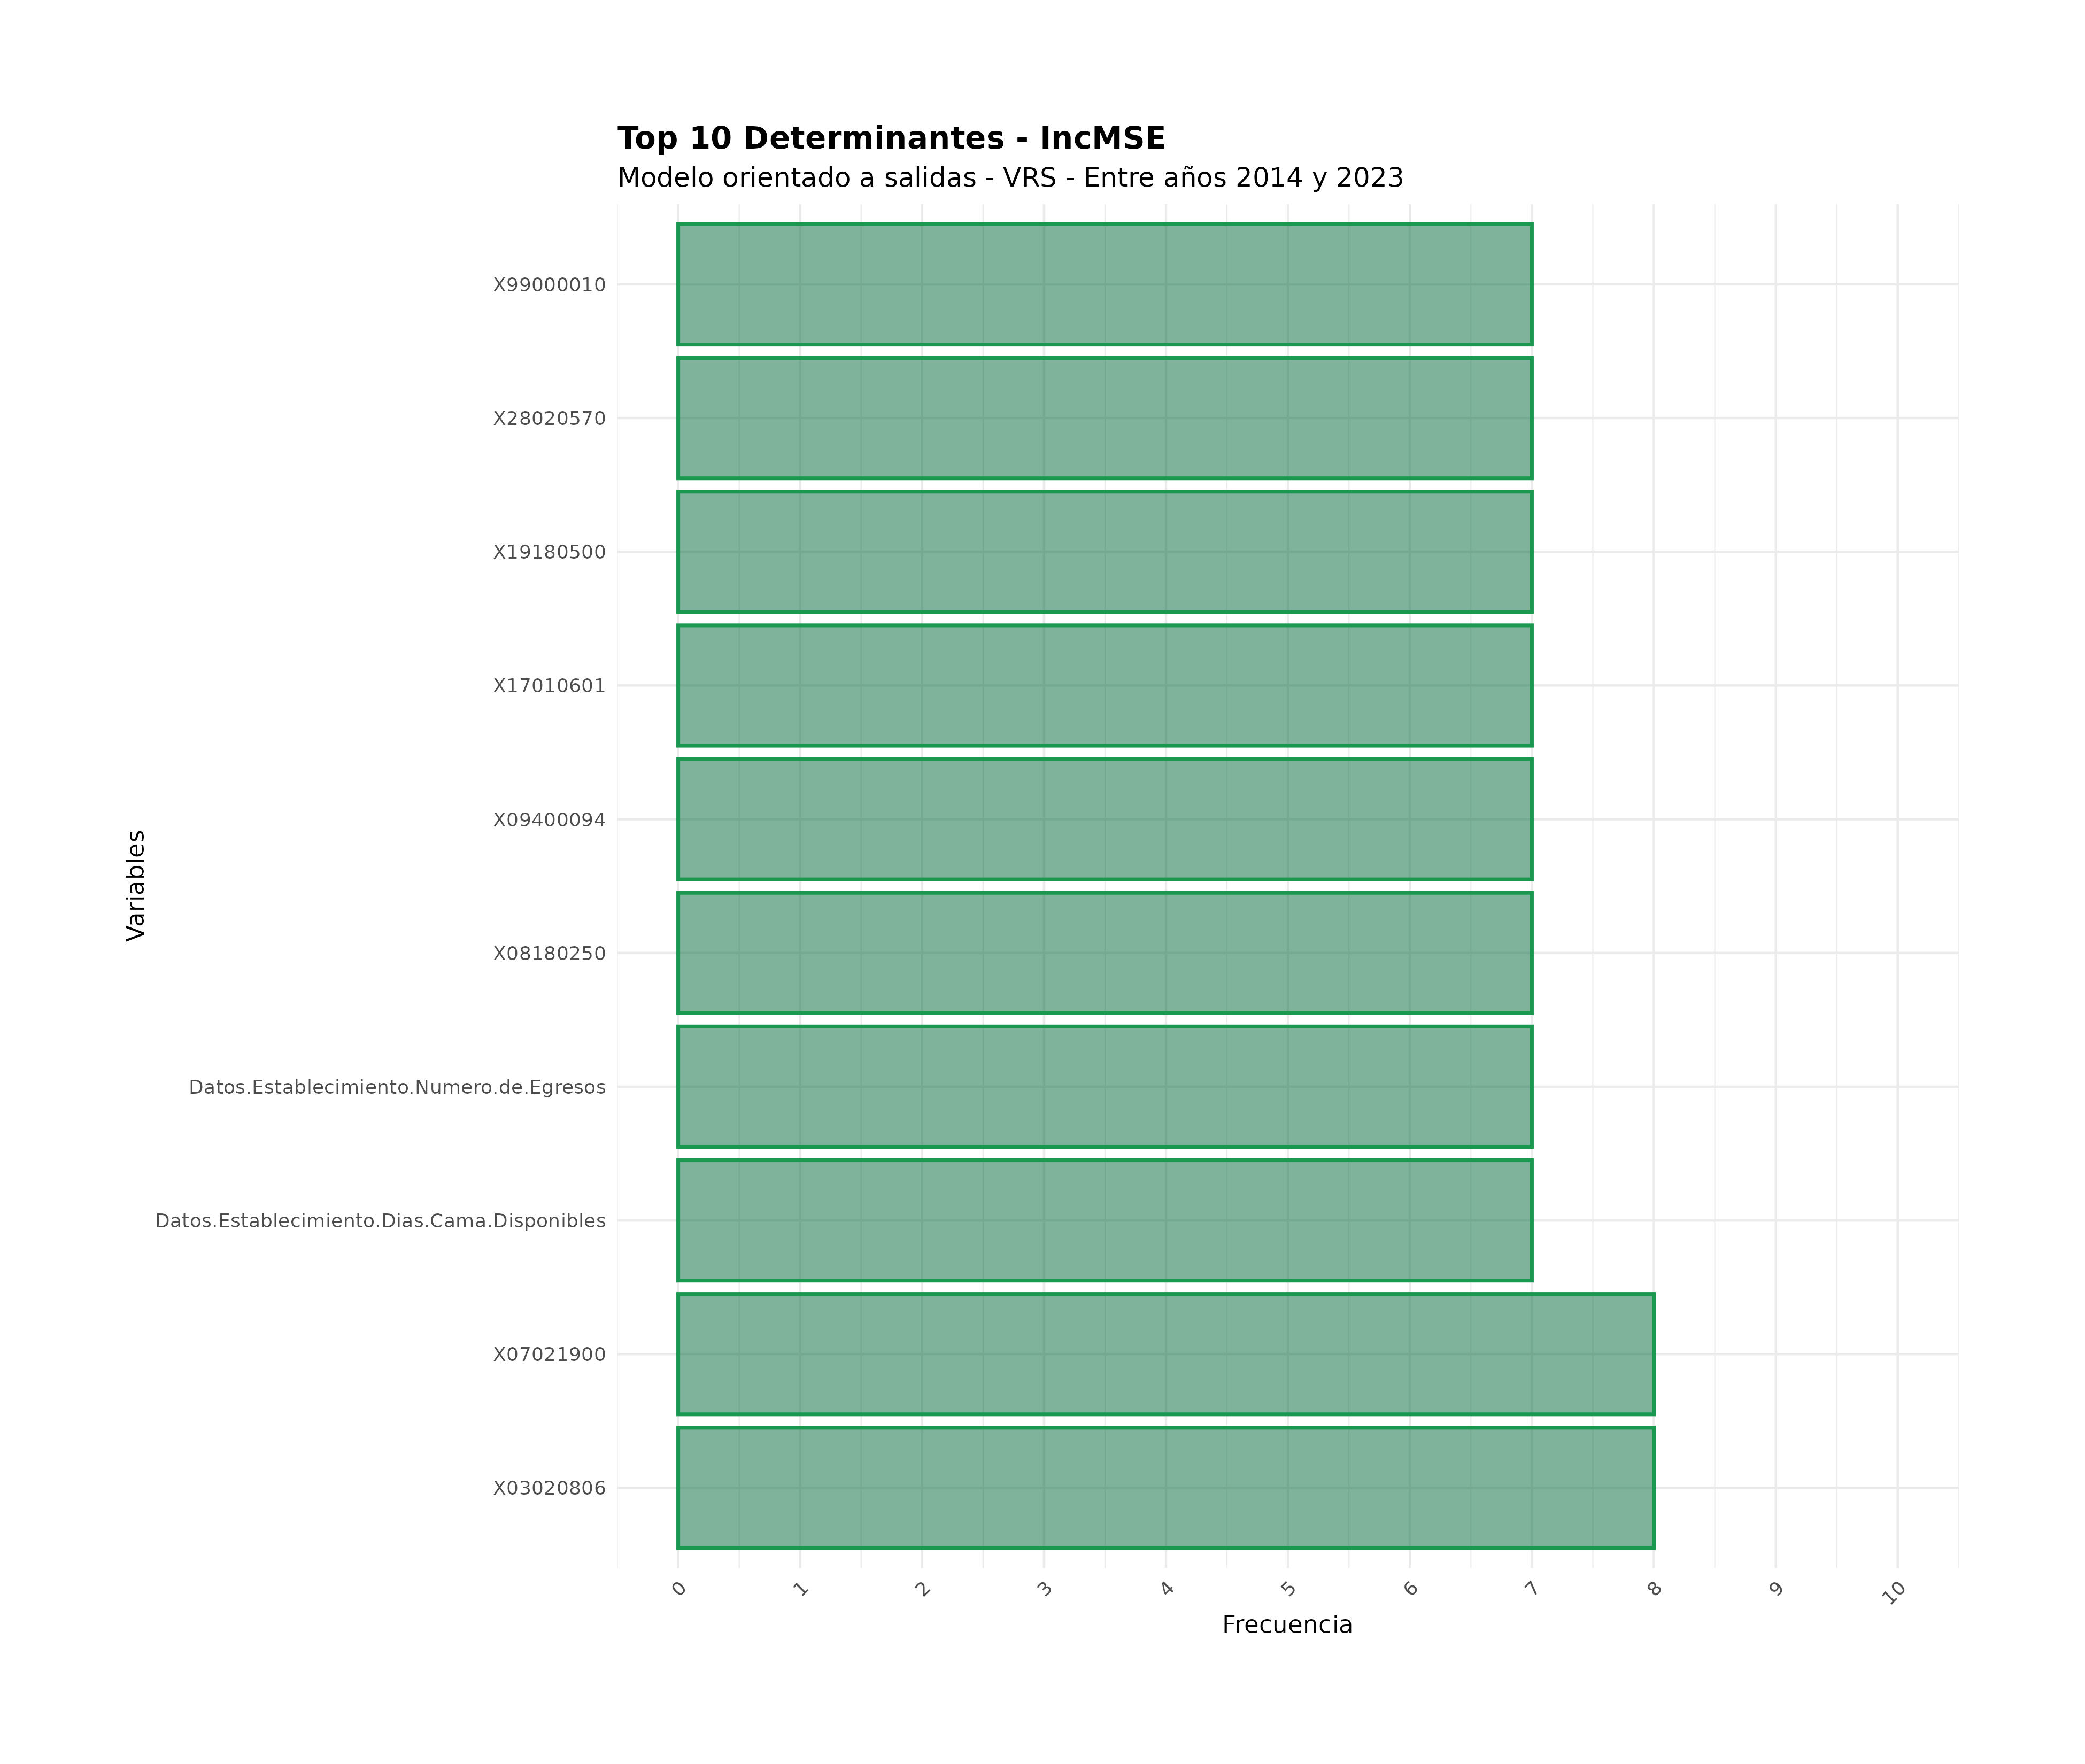 Top 10 Determinantes - IncMSE
Modelo orientado a salidas - VRS - Entre años 2014 y 2023
Variables
X99000010
X28020570
X19180500
X17010601
X09400094
X08180250
Datos.Establecimiento.Numero.de.Egresos
Datos.Establecimiento.Dias.Cama.Disponibles
X07021900
X03020806
0 1 2 3 4 5 6 7 8 9 10
Frecuencia